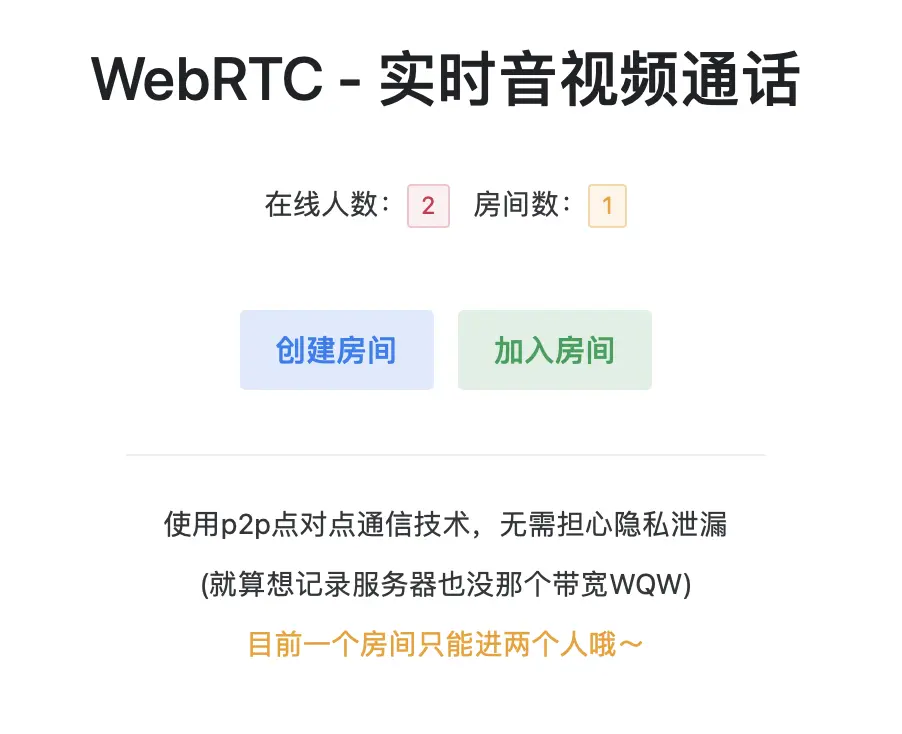 WebRTC - 实时音视频通话
在线人数： 2 房间数： 1
创建房间 加入房间
使用p2p点对点通信技术，无需担心隐私泄漏
(就算想记录服务器也没那个带宽WQW)
目前一个房间只能进两个人哦～